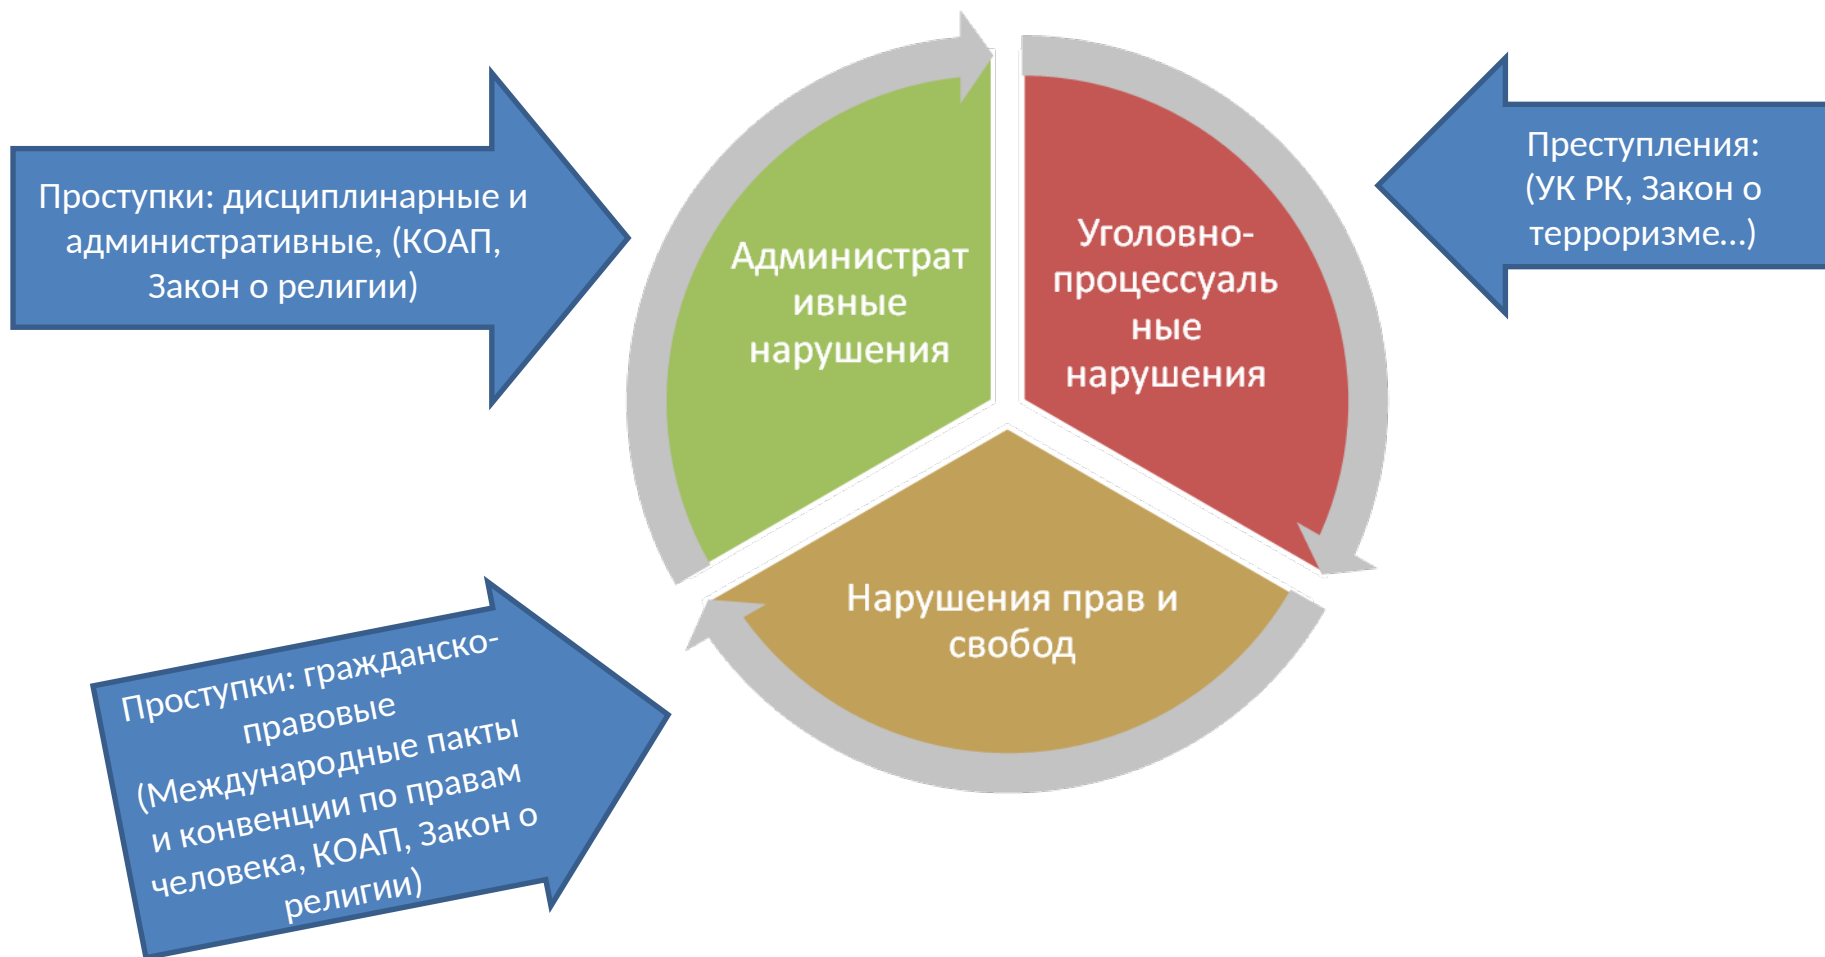 Проступки: дисциплинарные и
административные, (КОАП,
Закон о религии)
Администрат
ивные
нарушения
Уголовно-
процессуаль
ные
нарушения
Преступления:
(УК РК, Закон о
терроризме...)
Нарушения прав и
свобод
Проступки: гражданско-
правовые
(Международные пакты
и конвенции по правам
человека, КОАП, Закон о
религии)